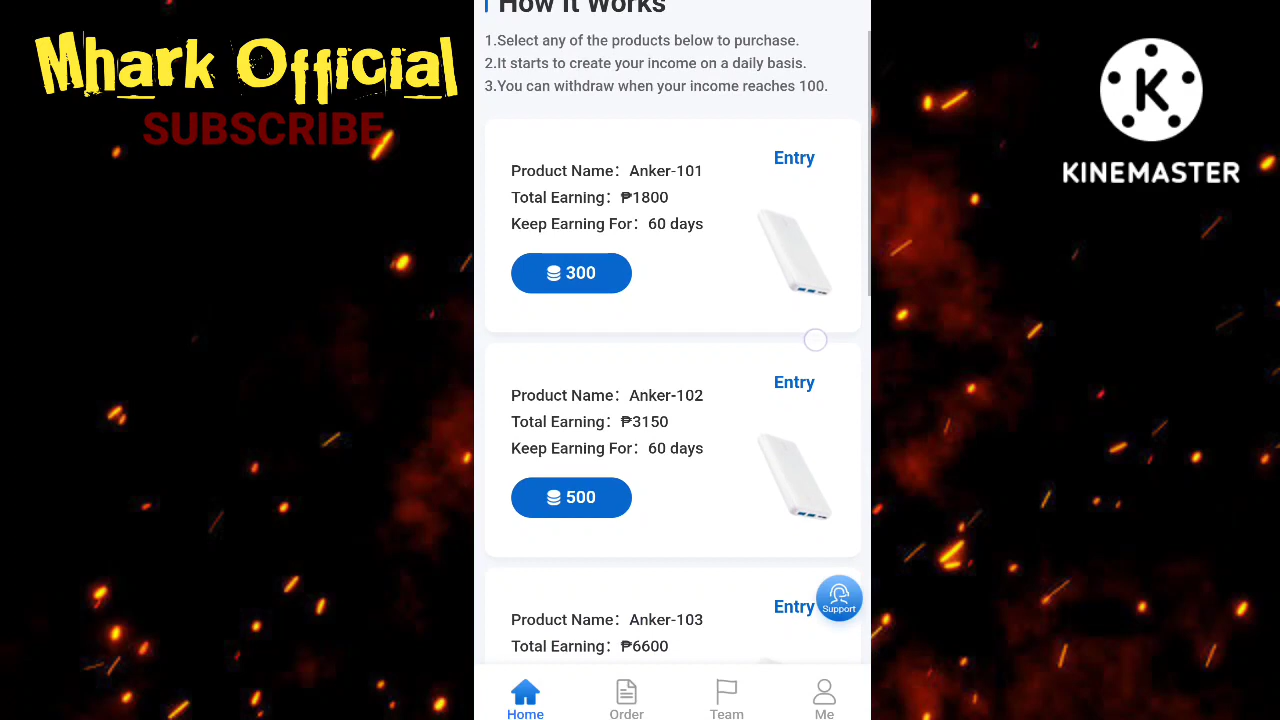 Mhark Official
SUBSCRIBE
K
KINEMASTER
How It Works
1.Select any of the products below to purchase.
2.It starts to create your income on a daily basis.
3.You can withdraw when your income reaches 100.
Entry
Product Name： Anker-101
Total Earning： ₱1800
Keep Earning For： 60 days
300
Entry
Product Name： Anker-102
Total Earning： ₱3150
Keep Earning For： 60 days
500
Entry
Support
Product Name： Anker-103
Total Earning： ₱6600
Home Order Team Me